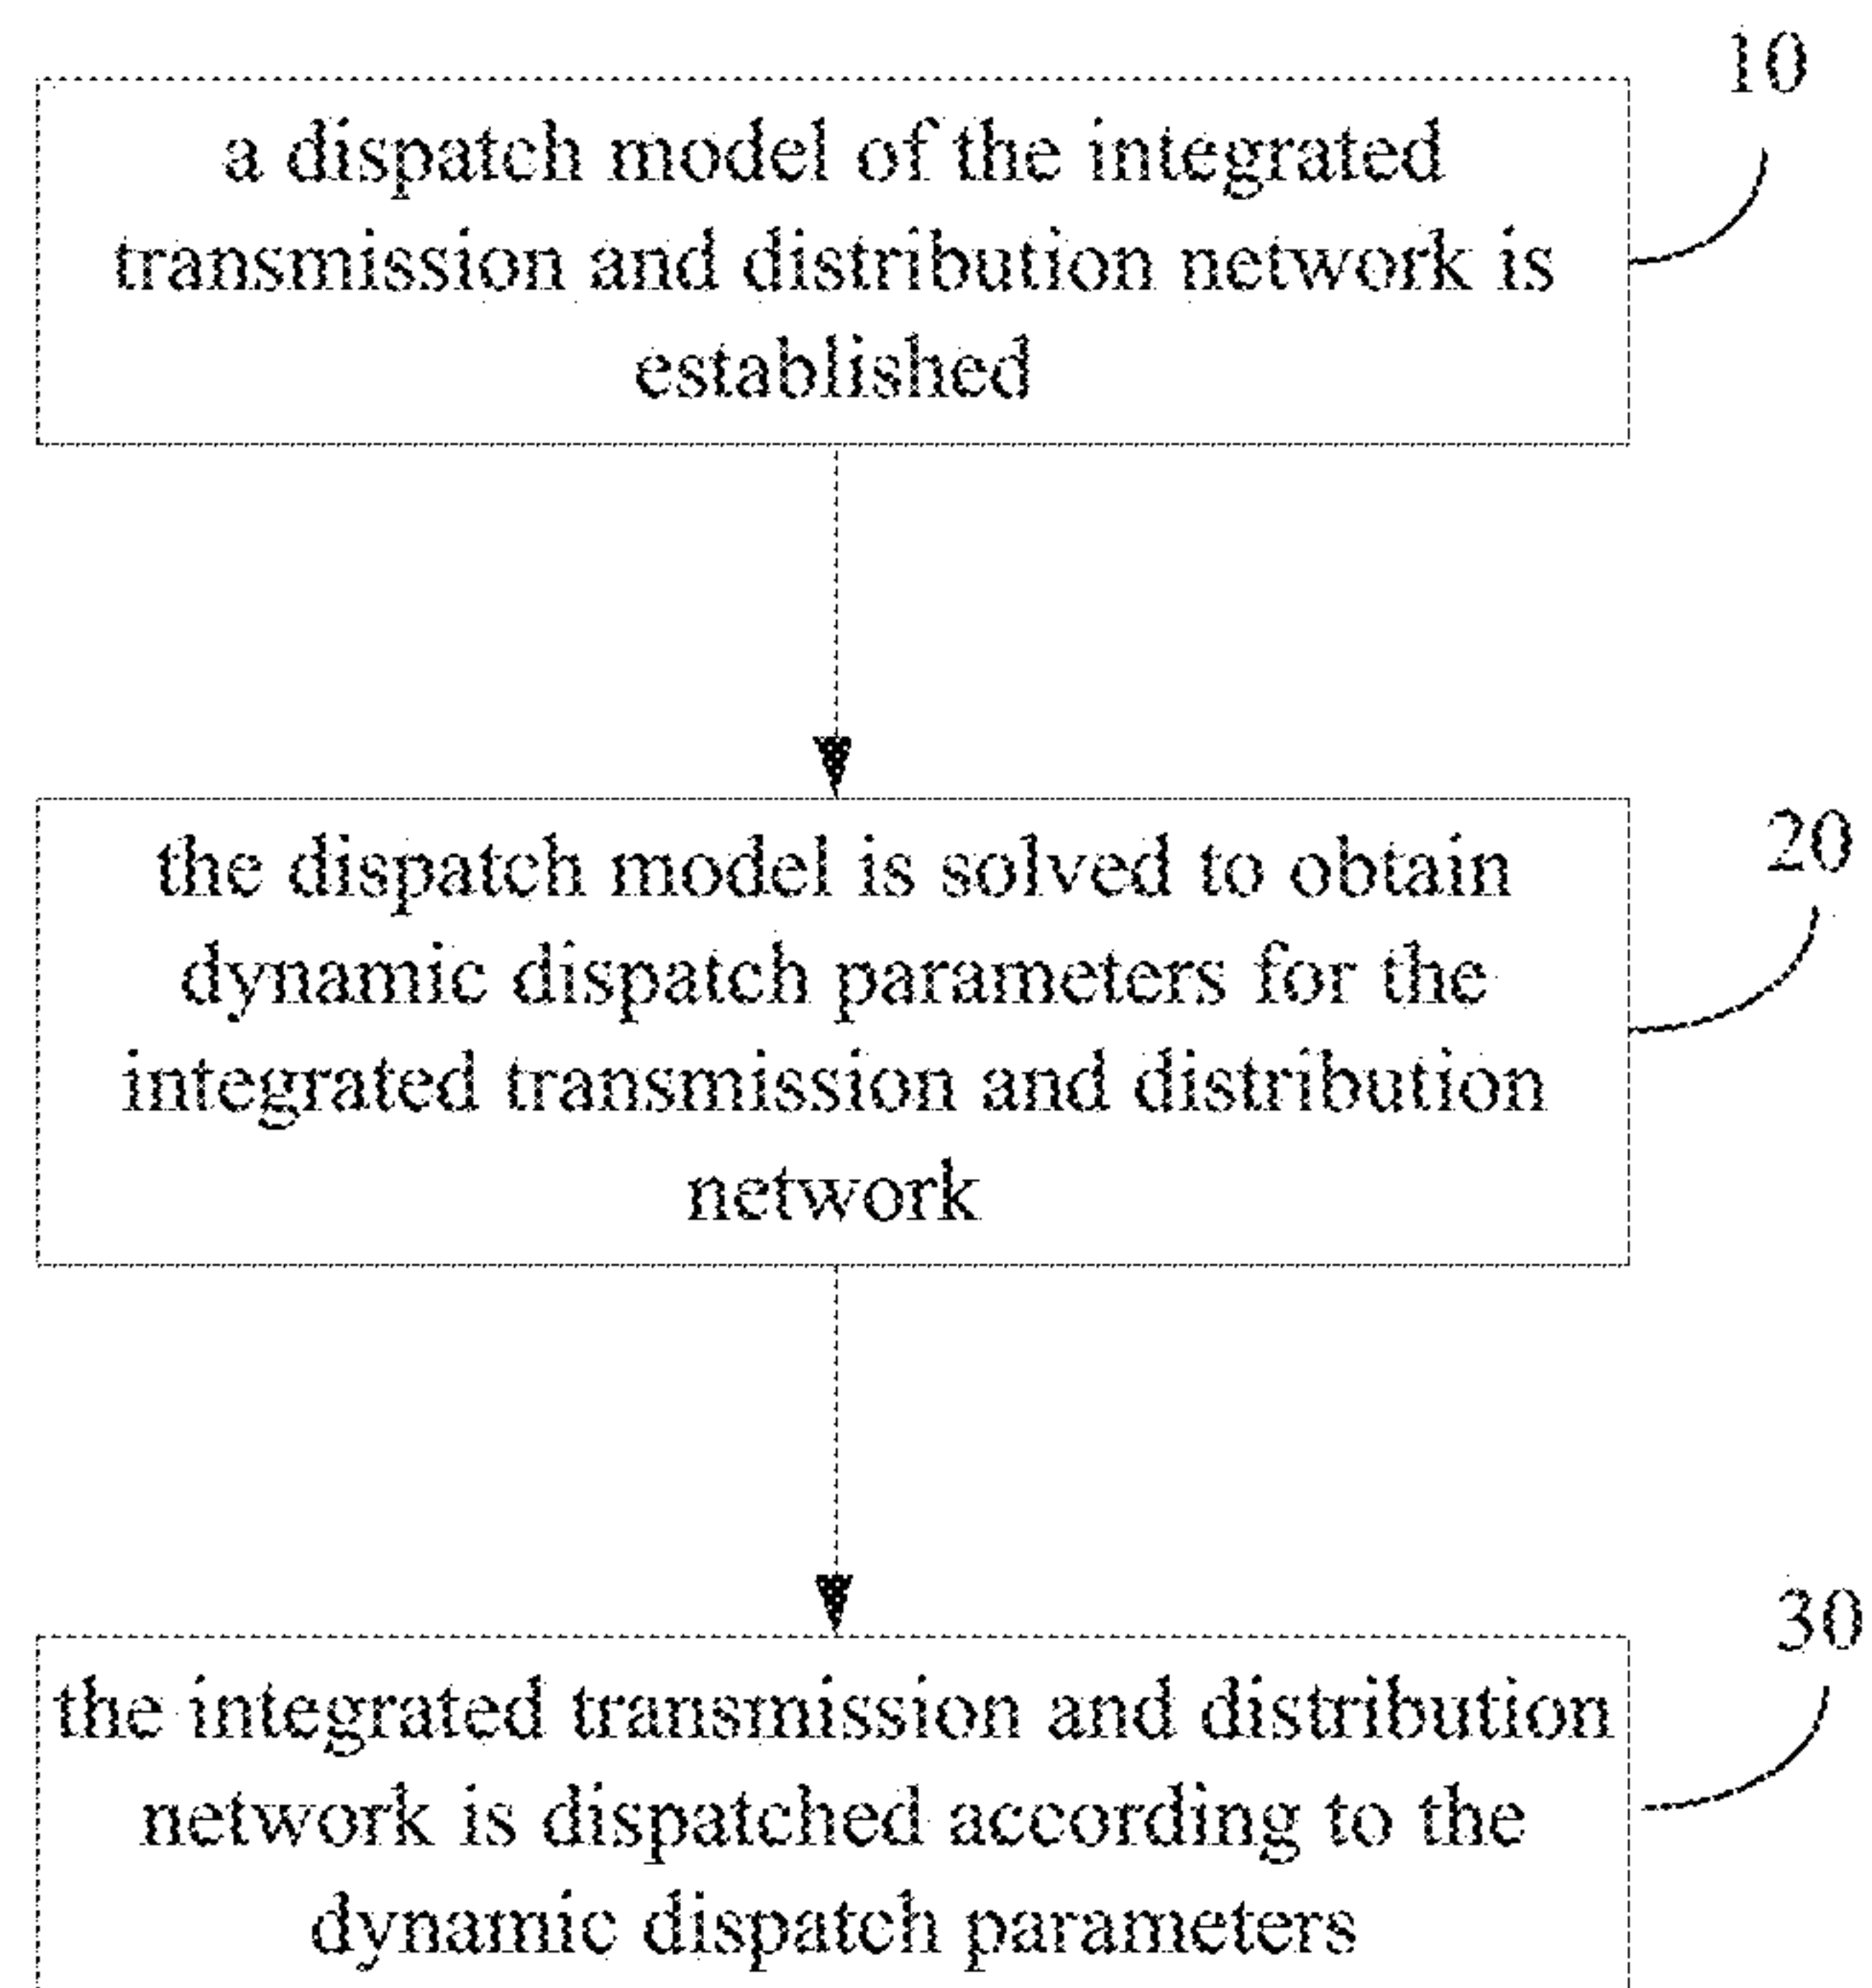 10
a dispatch model of the integrated
transmission and distribution network is
established
20
the dispatch model is solved to obtain
dynamic dispatch parameters for the
integrated transmission and distribution
network
30
the integrated transmission and distribution
network is dispatched according to the
dynamic dispatch parameters